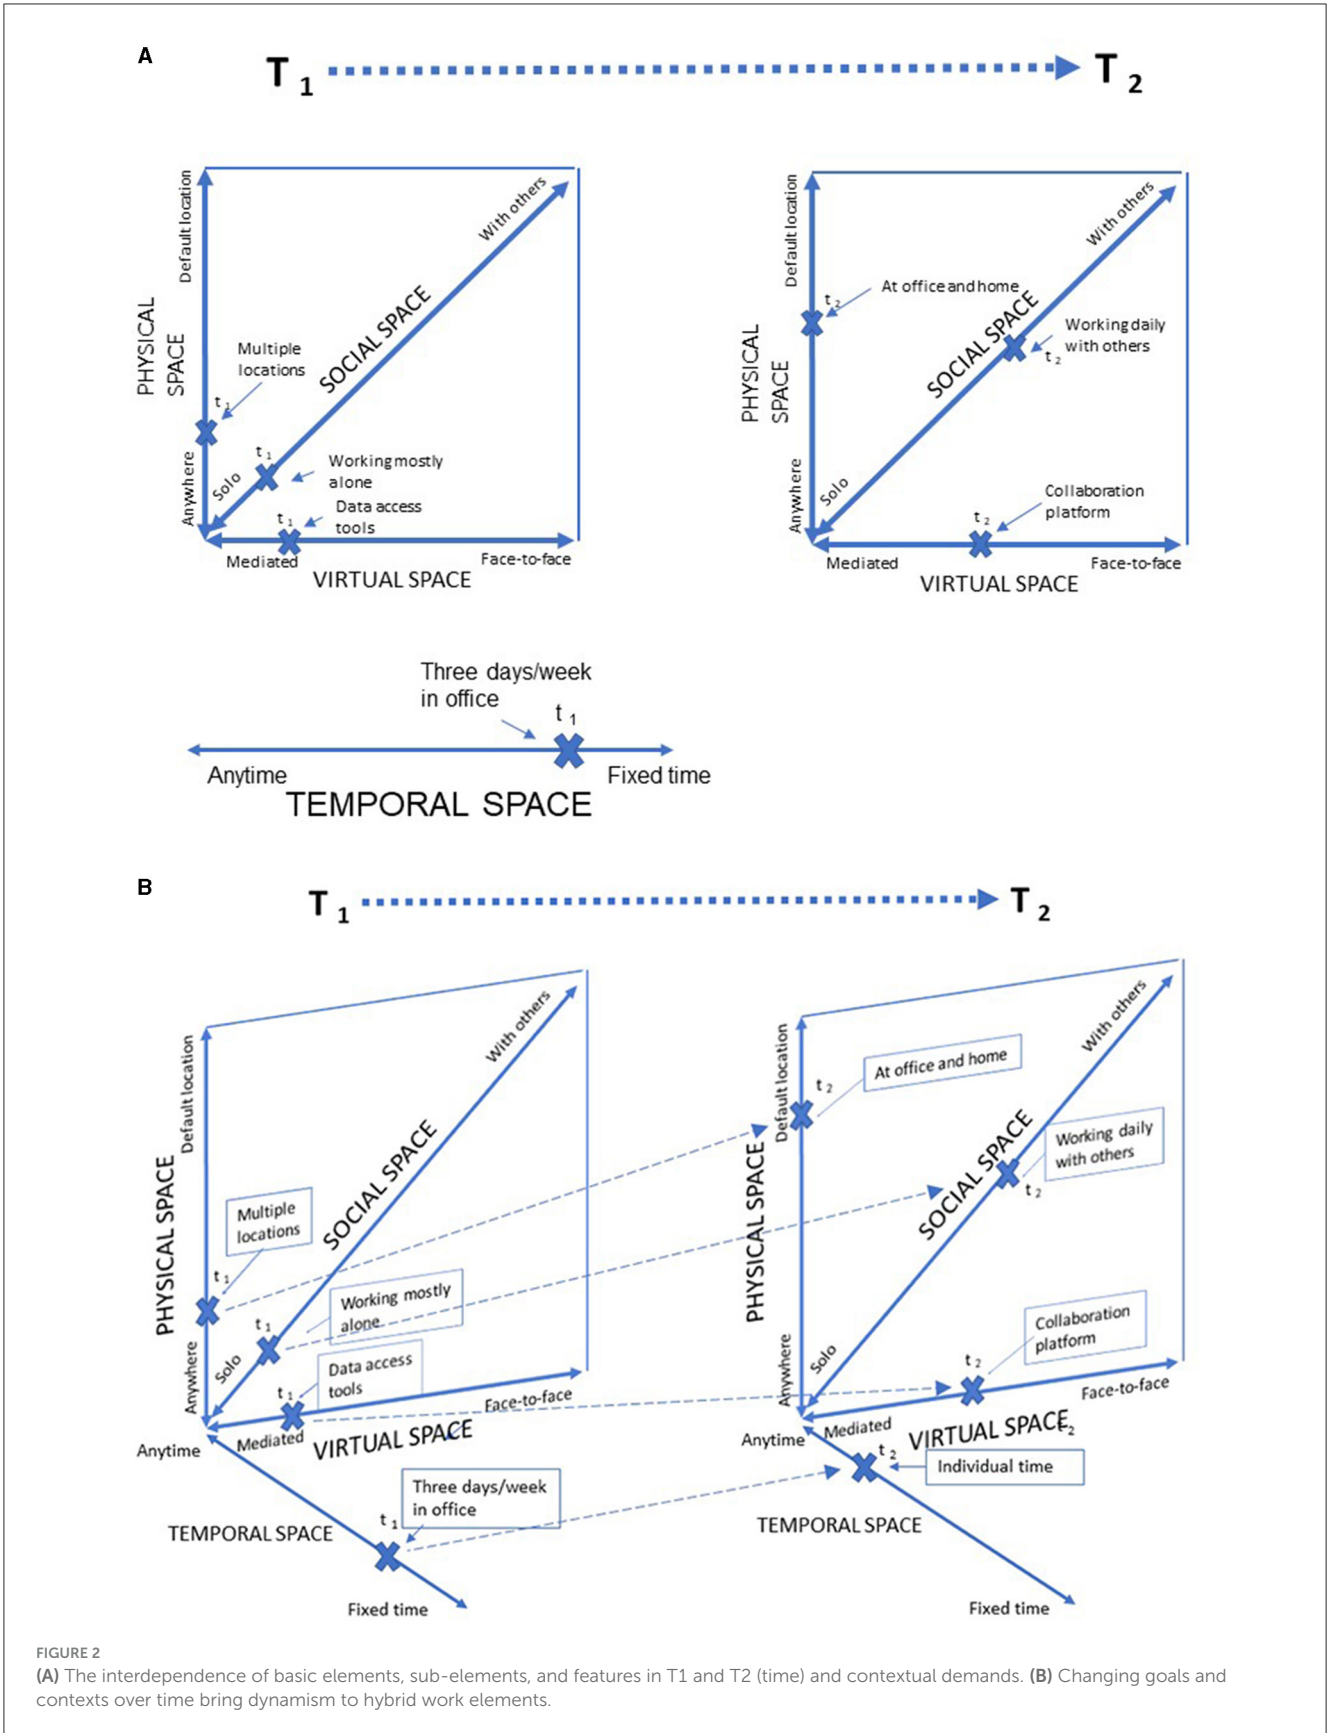 A
T 1 T 2
Default location
With others
PHYSICAL
SPACE
SOCIAL SPACE
Multiple
locations
t 1
Anywhere
Solo
t 1
Working mostly
alone
t 1
Data access
tools
Mediated
Face-to-face
VIRTUAL SPACE
Default location
With others
t 2
At office and home
PHYSICAL
SPACE
SOCIAL SPACE
Working daily
with others
t 2
Anywhere
Solo
t 2
Collaboration
platform
Mediated
Face-to-face
VIRTUAL SPACE
Three days/week
in office
t 1
Anytime
Fixed time
TEMPORAL SPACE
B
T 1 T 2
Default location
With others
PHYSICAL SPACE
SOCIAL SPACE
Multiple
locations
t 1
Anywhere
Solo
t 1
Working mostly
alone
t 1
Data access
tools
Face-to-face
Anytime
Mediated
VIRTUAL SPACE
Three days/week
in office
t 1
TEMPORAL SPACE
Fixed time
Default location
With others
t 2
At office and home
PHYSICAL SPACE
SOCIAL SPACE
Working daily
with others
t 2
Anywhere
Solo
t 2
Collaboration
platform
Face-to-face
Anytime
Mediated
VIRTUAL SPACE
t 2
Individual time
TEMPORAL SPACE
Fixed time
FIGURE 2
(A) The interdependence of basic elements, sub-elements, and features in T1 and T2 (time) and contextual demands. (B) Changing goals and
contexts over time bring dynamism to hybrid work elements.